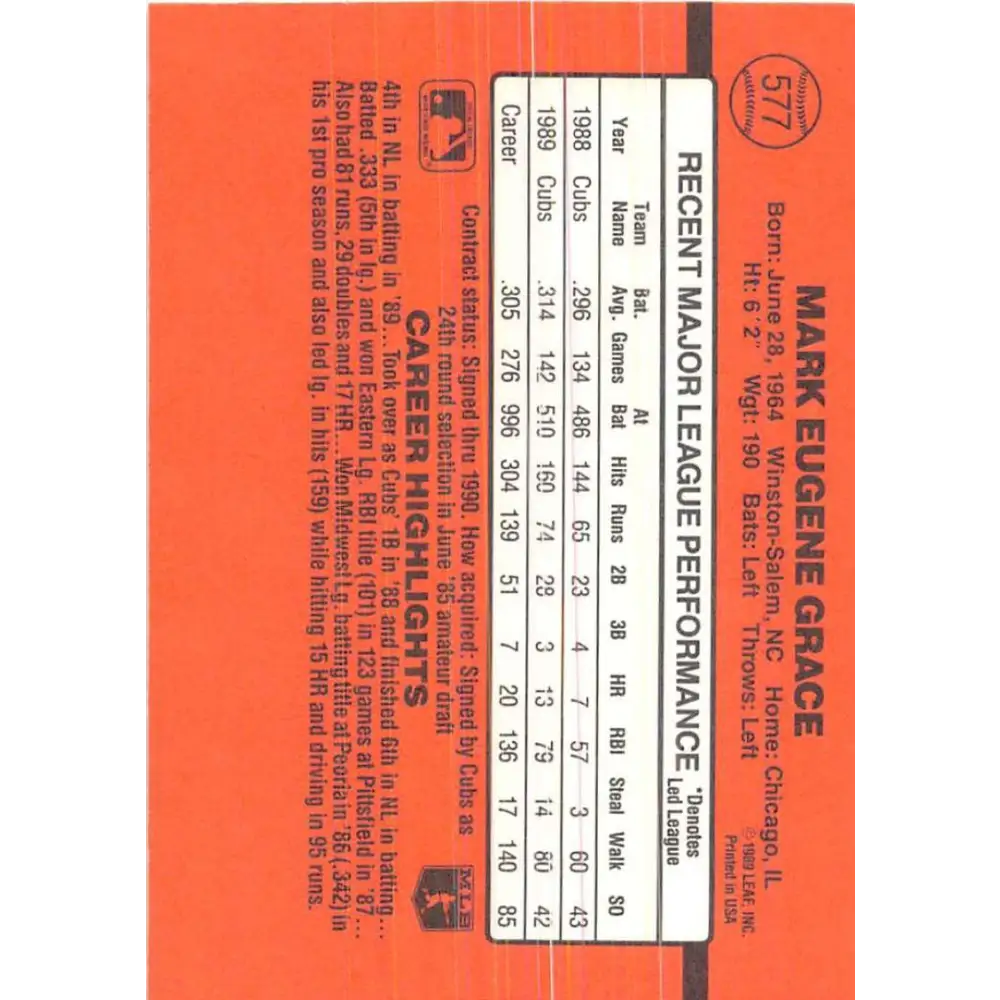 577
MARK EUGENE GRACE
Born: June 28, 1964 Winston-Salem, NC Home: Chicago, IL
Ht: 6'2" Wgt: 190 Bats: Left Throws: Left
© 1989 LEAF, INC.
Printed in USA
RECENT MAJOR LEAGUE PERFORMANCE *Denotes Led League
Year Team Name Bat. Avg. Games At Bat Hits Runs 2B 3B HR RBI Steal Walk SO
1988 Cubs .296 134 486 144 65 23 4 7 57 3 60 43
1989 Cubs .314 142 510 160 74 28 3 13 79 14 80 42
Career .305 276 996 304 139 51 7 20 136 17 140 85
MLB
Contract status: Signed thru 1990. How acquired: Signed by Cubs as
24th round selection in June '85 amateur draft
CAREER HIGHLIGHTS
4th in NL in batting in '89... Took over as Cubs' 1B in '88 and finished 6th in NL in batting...
Batted .333 (5th in lg.) and won Eastern Lg. RBI title (101) in 123 games at Pittsfield in '87...
Also had 81 runs, 29 doubles and 17 HR... Won Midwest Lg. batting title at Peoria in '86 (.342) in
his 1st pro season and also led lg. in hits (159) while hitting 15 HR and driving in 95 runs.